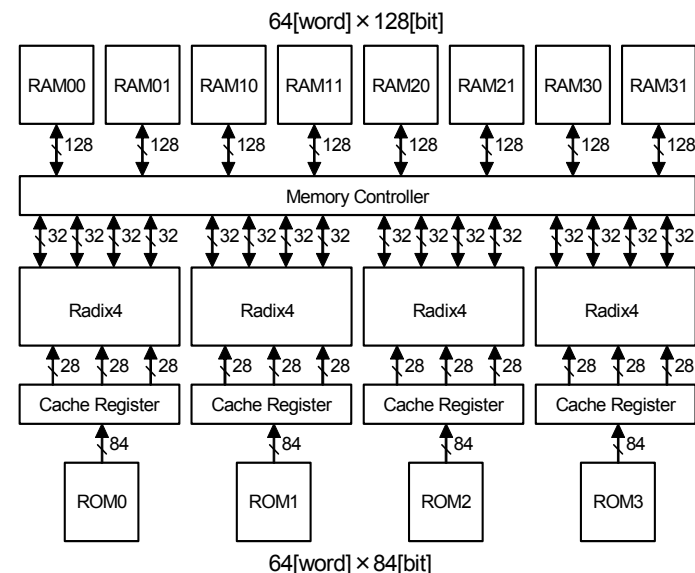 64[word]×128[bit]
RAM00 RAM01 RAM10 RAM11 RAM20 RAM21 RAM30 RAM31
128 128 128 128 128 128 128 128
Memory Controller
32 32 32 32 32 32 32 32 32 32 32 32 32 32 32 32
Radix4 Radix4 Radix4 Radix4
28 28 28 28 28 28 28 28 28 28 28 28
Cache Register Cache Register Cache Register Cache Register
84 84 84 84
ROM0 ROM1 ROM2 ROM3
64[word]×84[bit]